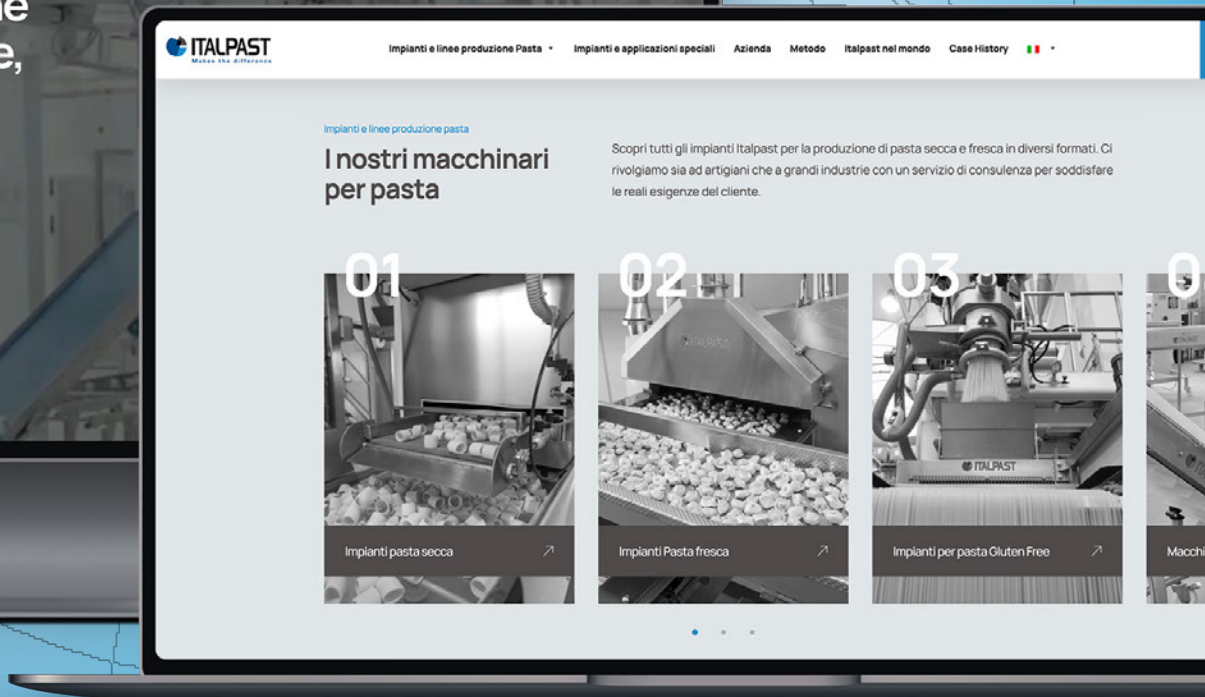 e,
ITALPAST
Makes the difference
Impianti e linee produzione Pasta
Impianti e applicazioni speciali
Azienda
Metodo
Italpast nel mondo
Case History
Impianti e linee produzione pasta
I nostri macchinari
per pasta
Scopri tutti gli impianti Italpast per la produzione di pasta secca e fresca in diversi formati. Ci
rivolgiamo sia ad artigiani che a grandi industrie con un servizio di consulenza per soddisfare
le reali esigenze del cliente.
01
02
03
0
ITALPAST
ITALPAST
Impianti pasta secca
Impianti Pasta fresca
Impianti per pasta Gluten Free
Macchi